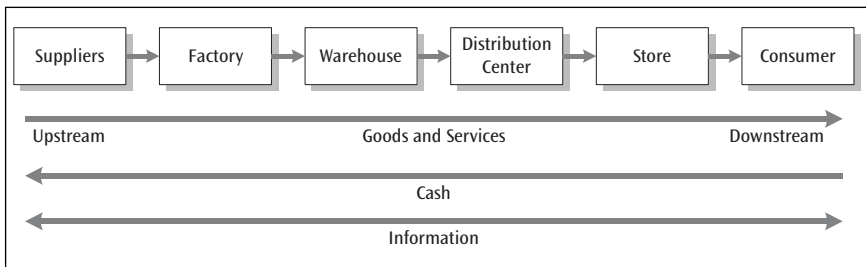 Suppliers
Factory
Warehouse
Distribution
Center
Store
Consumer
Upstream
Goods and Services
Downstream
Cash
Information